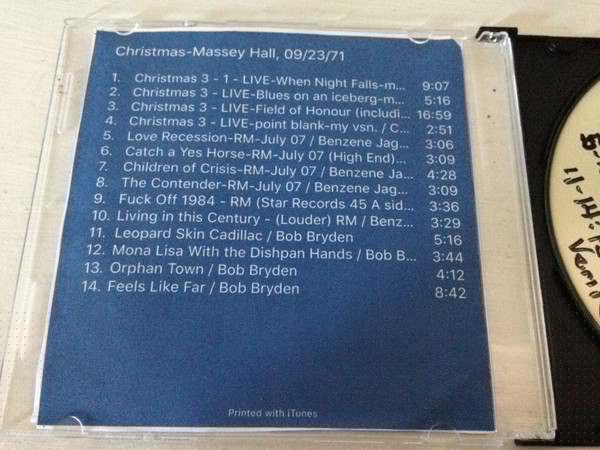 Christmas-Massey Hall, 09/23/71
1. Christmas 3 - 1 - LIVE-When Night Falls-m... 9:07
2. Christmas 3 - LIVE-Blues on an iceberg-m... 5:16
3. Christmas 3 - LIVE-Field of Honour (includi... 16:59
4. Christmas 3 - LIVE-point blank-my vsn. / C... 2:51
5. Love Recession-RM-July 07 / Benzene Jag... 3:06
6. Catch a Yes Horse-RM-July 07 (High End)... 3:09
7. Children of Crisis-RM-July 07 / Benzene Ja... 4:28
8. The Contender-RM-July 07 / Benzene Jag... 3:09
9. Fuck Off 1984 - RM (Star Records 45 A sid... 3:36
10. Living in this Century - (Louder) RM / Benz... 3:29
11. Leopard Skin Cadillac / Bob Bryden 5:16
12. Mona Lisa With the Dishpan Hands / Bob B... 3:44
13. Orphan Town / Bob Bryden 4:12
14. Feels Like Far / Bob Bryden 8:42
Printed with iTunes